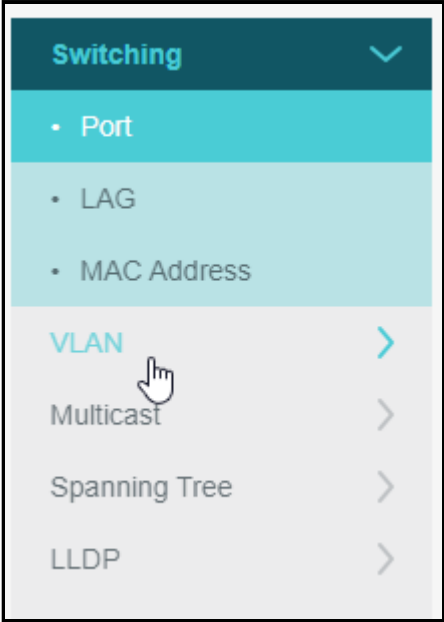 Switching
• Port
• LAG
• MAC Address
VLAN
Multicast
Spanning Tree
LLDP